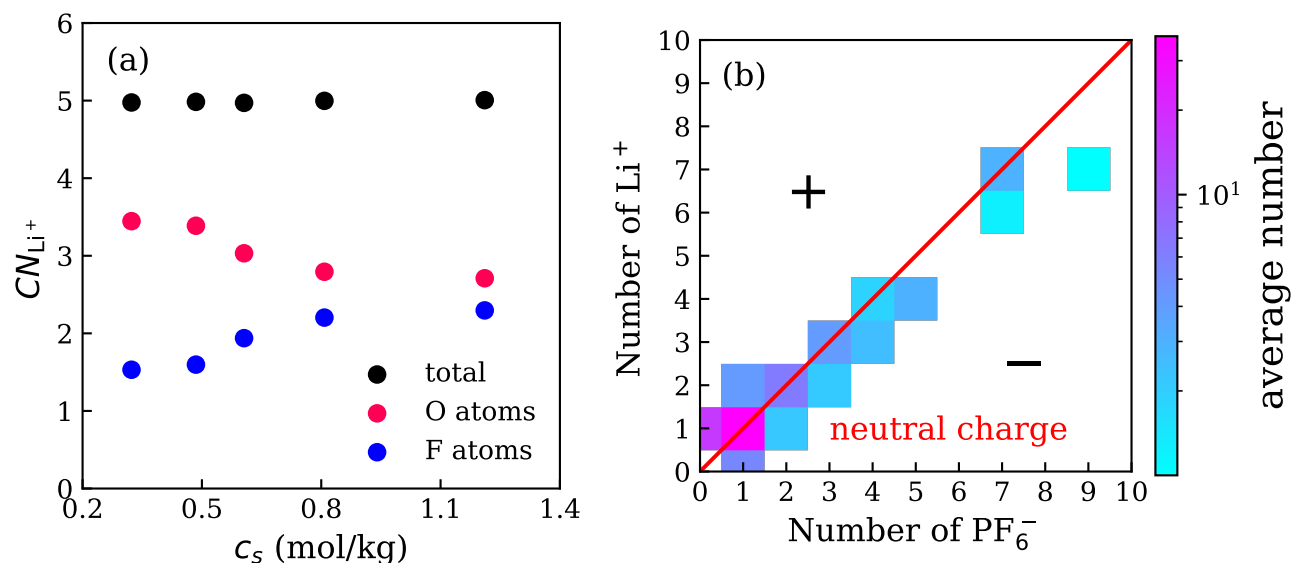 (a)
6
5
4
3
2
1
0
0.2 0.5 0.8 1.1 1.4
CN_Li⁺
c_s (mol/kg)
total
O atoms
F atoms
(b)
10
9
8
7
6
5
4
3
2
1
0
0 1 2 3 4 5 6 7 8 9 10
Number of Li⁺
Number of PF₆⁻
+
−
neutral charge
10¹
average number